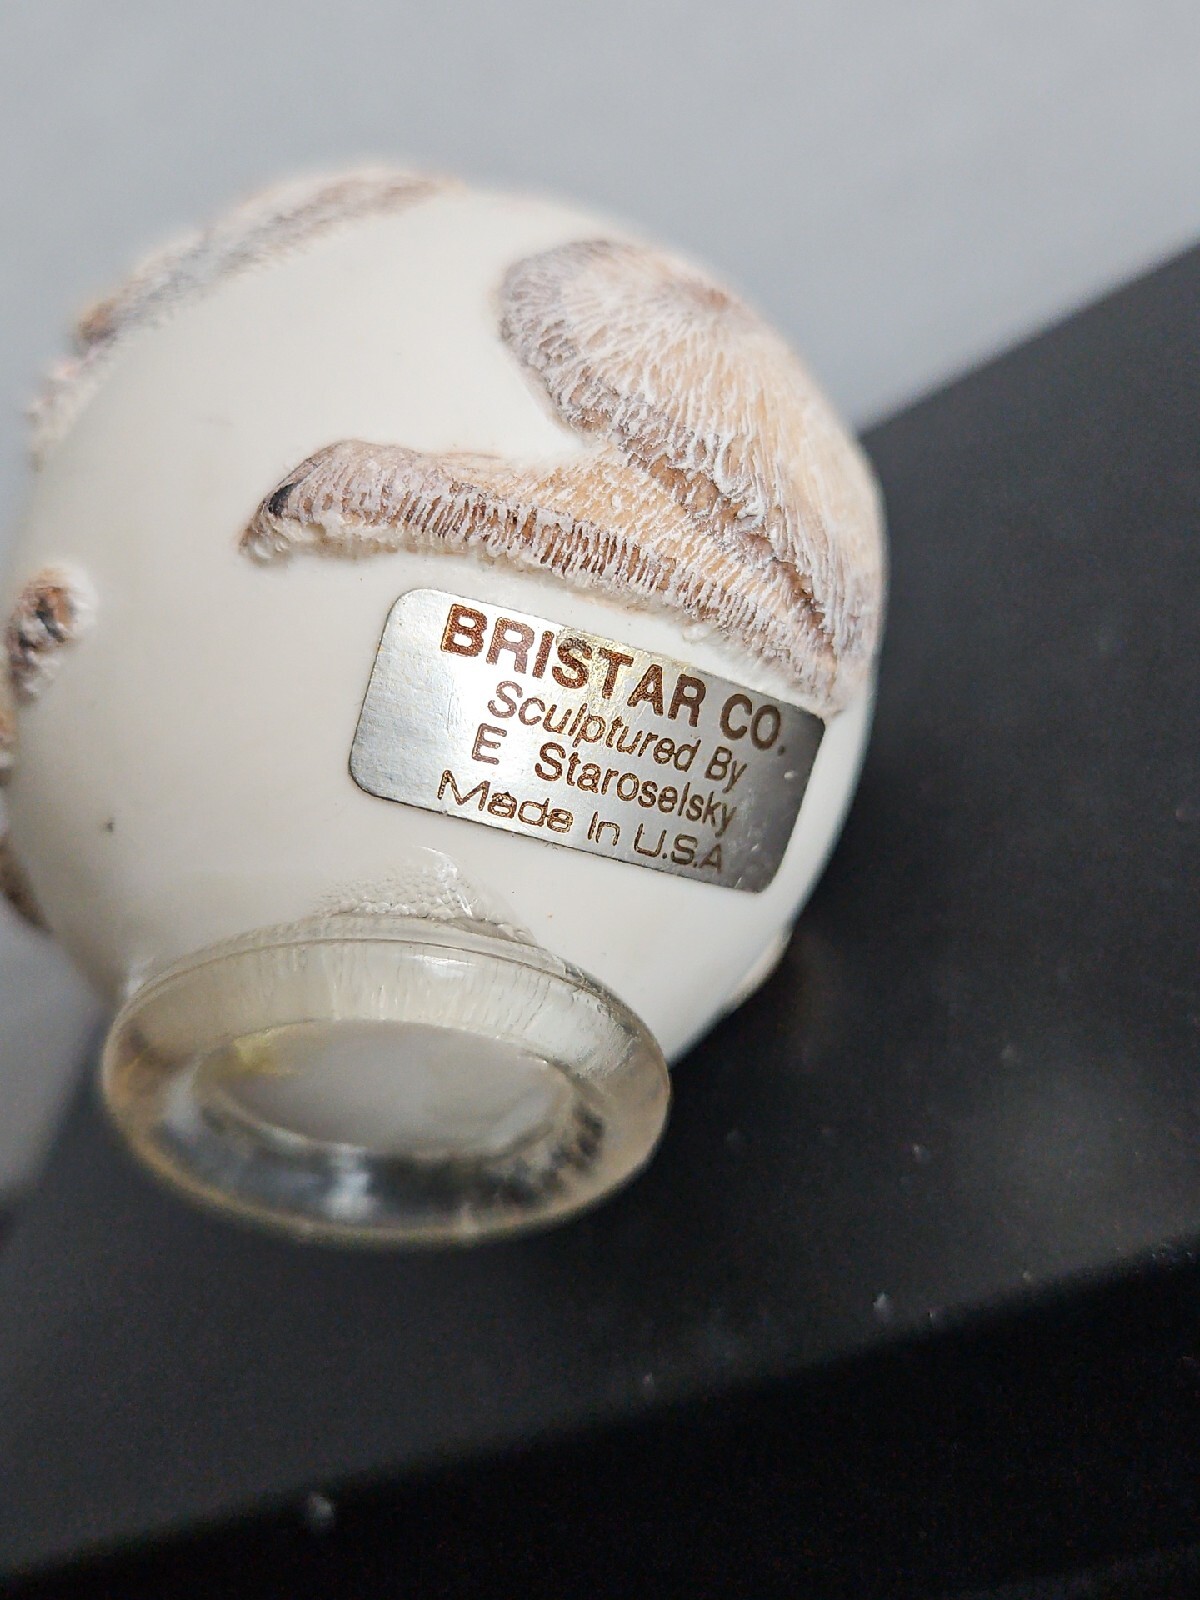 BRISTAR CO.
Sculptured By
E Staroselsky
Made In U.S.A